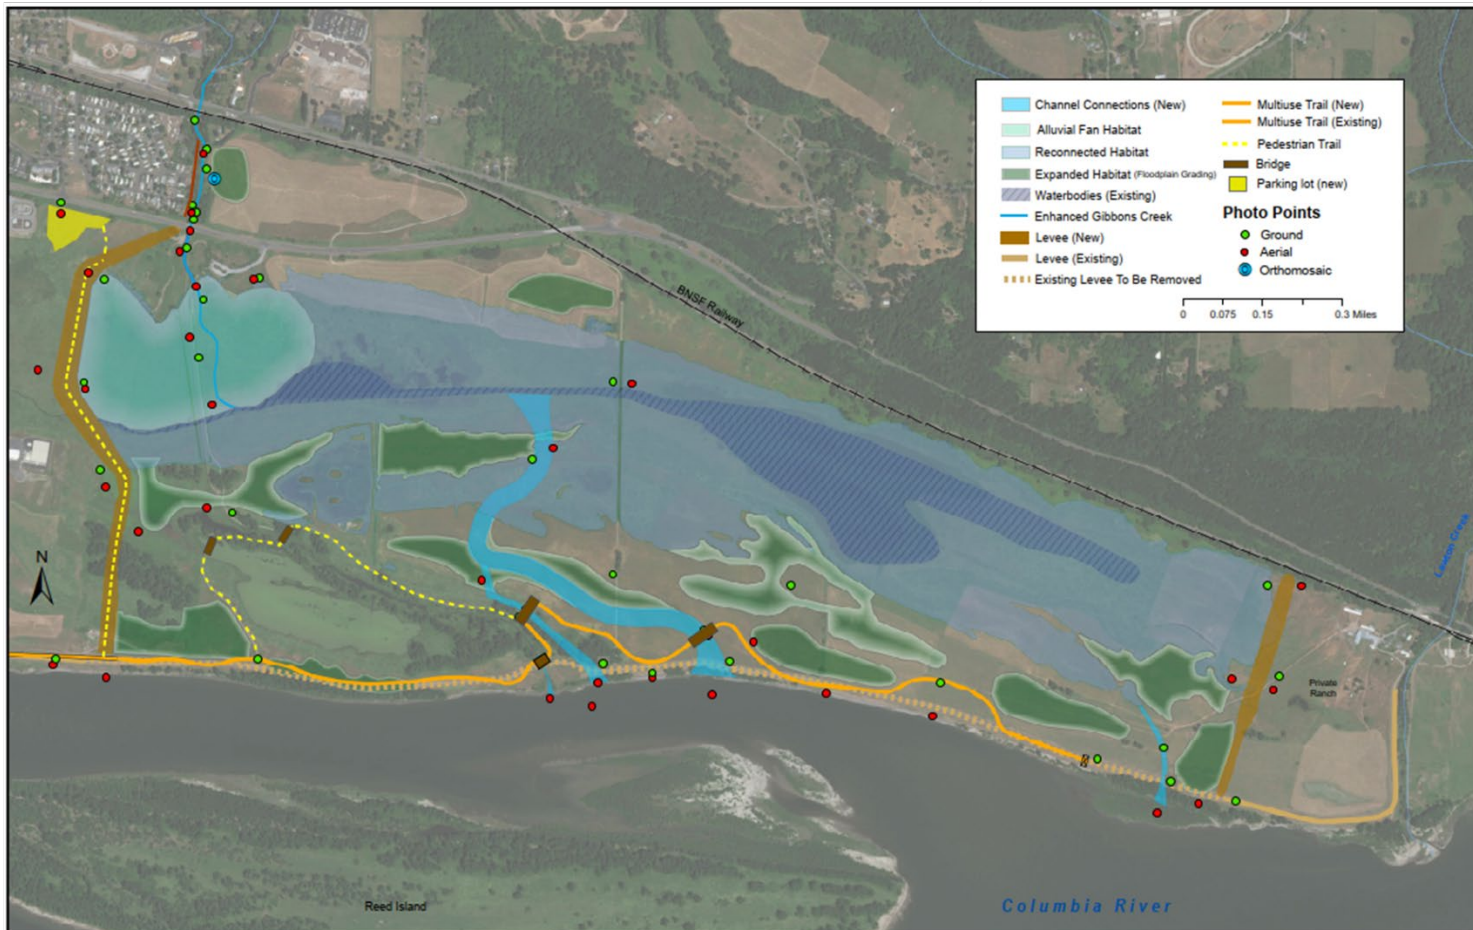 Channel Connections (New)
Alluvial Fan Habitat
Reconnected Habitat
Expanded Habitat (Floodplain Grading)
Waterbodies (Existing)
Enhanced Gibbons Creek
Levee (New)
Levee (Existing)
Existing Levee To Be Removed
Multiuse Trail (New)
Multiuse Trail (Existing)
Pedestrian Trail
Bridge
Parking lot (new)
Photo Points
Ground
Aerial
Orthomosaic
0 0.075 0.15 0.3 Miles
BNSF Railway
Lawton Creek
N
Private
Ranch
Reed Island
Columbia River